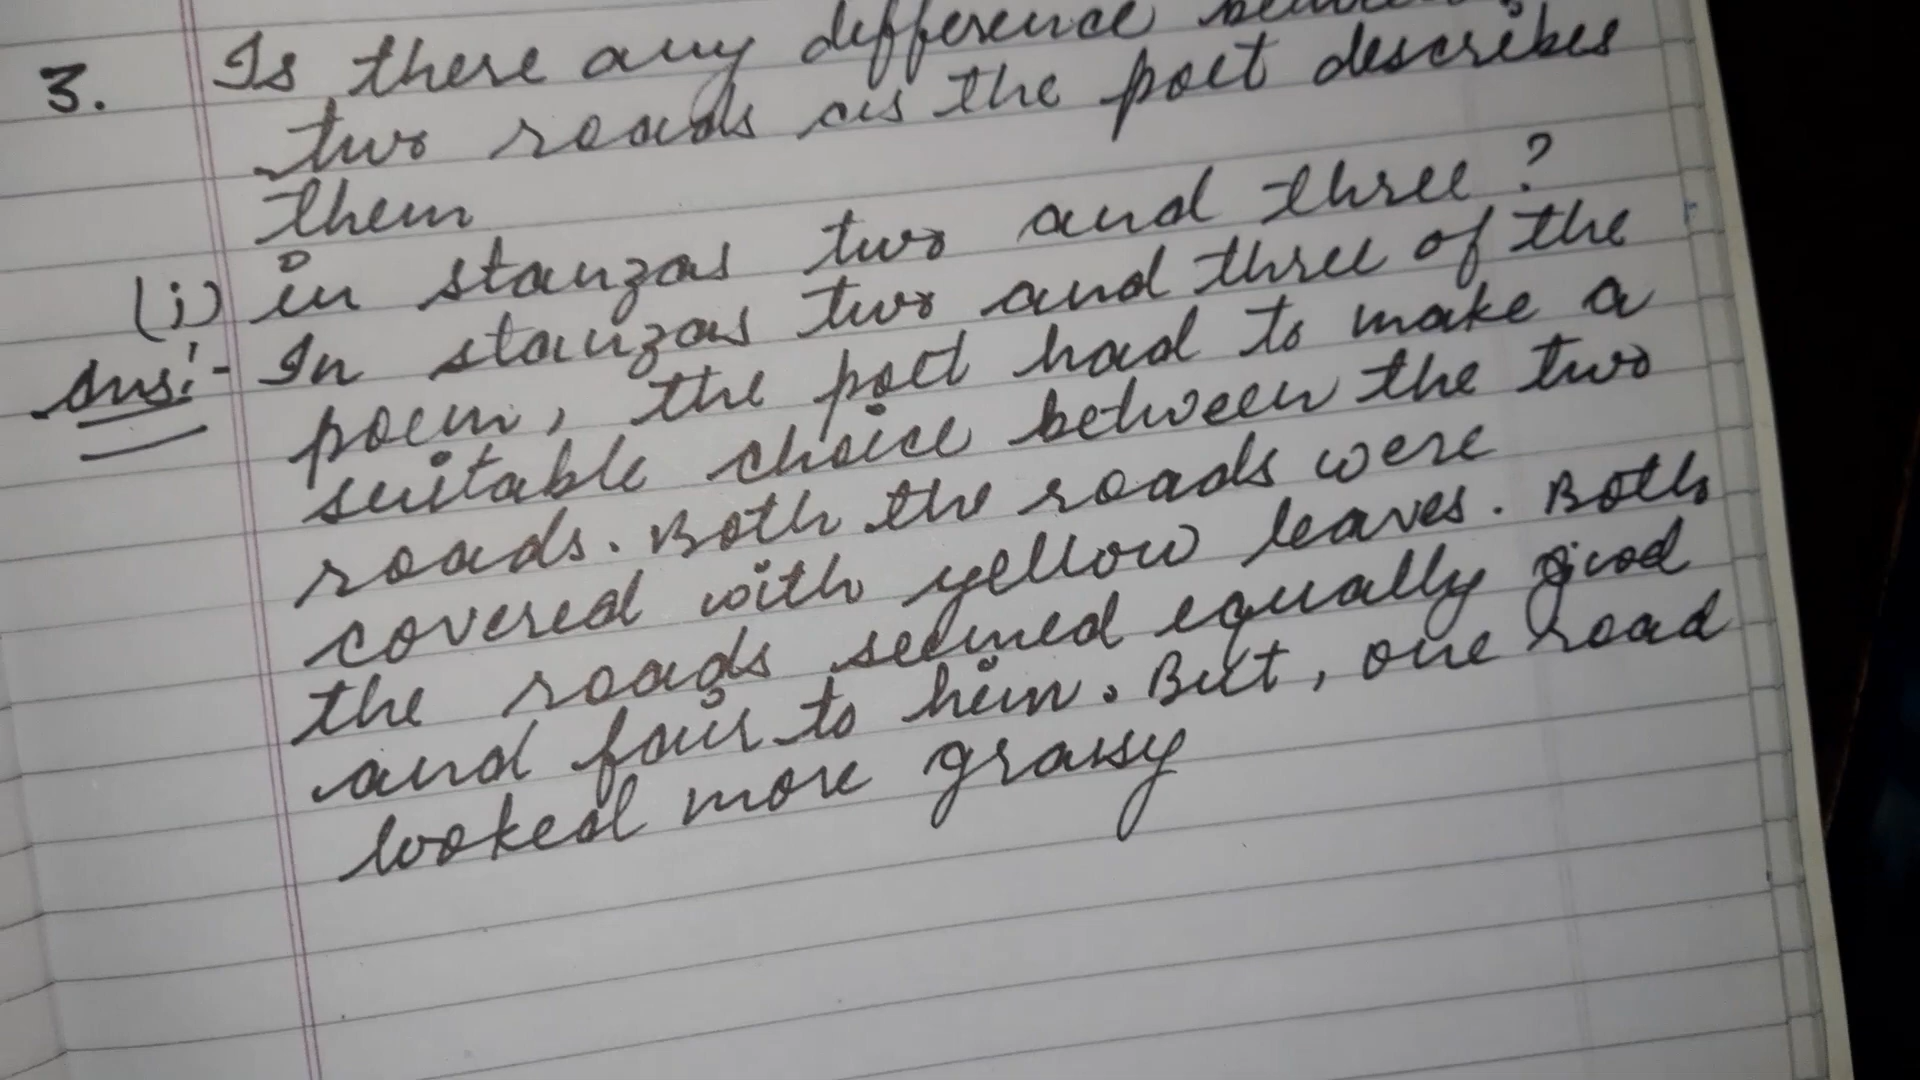 3. Is there any difference
two roads as the poet describes
them
(i) in stanzas two and three?
Ans:- In stanzas two and three of the
poem, the poet had to make a
suitable choice between the two
roads. Both the roads were
covered with yellow leaves. Both
the roads seemed equally good
and fair to him. But, one road
looked more grassy